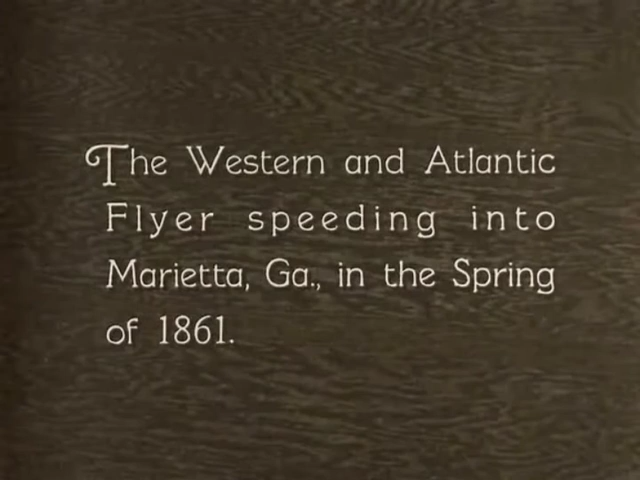 The Western and Atlantic
Flyer speeding into
Marietta, Ga., in the Spring
of 1861.